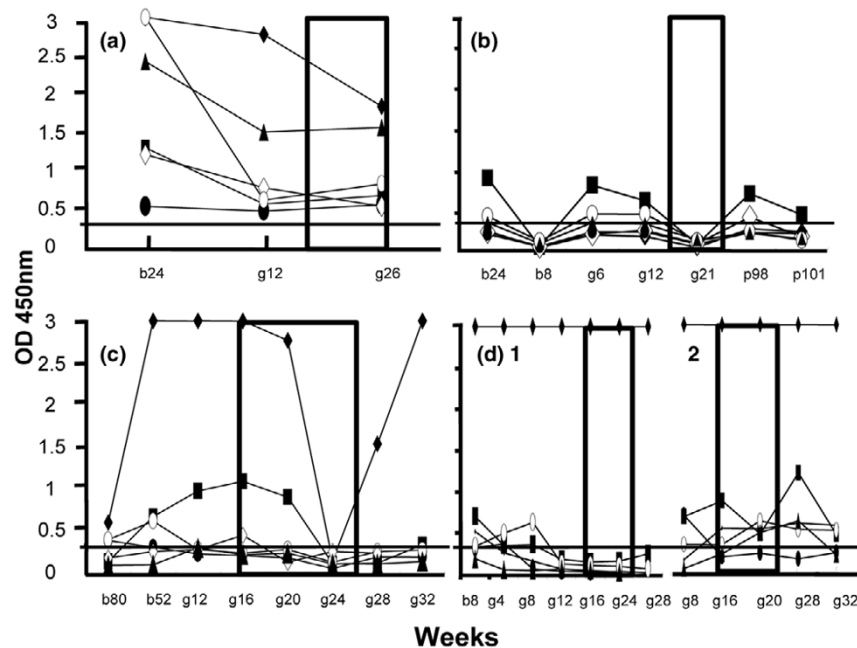 OD 450nm
(a)
3
2.5
2
1.5
1
0.5
0
b24 g12 g26
(b)
b24 b8 g6 g12 g21 p98 p101
(c)
3
2.5
2
1.5
1
0.5
0
b80 b52 g12 g16 g20 g24 g28 g32
(d) 1 2
b8 g4 g8 g12 g16 g24 g28 g8 g16 g20 g28 g32
Weeks